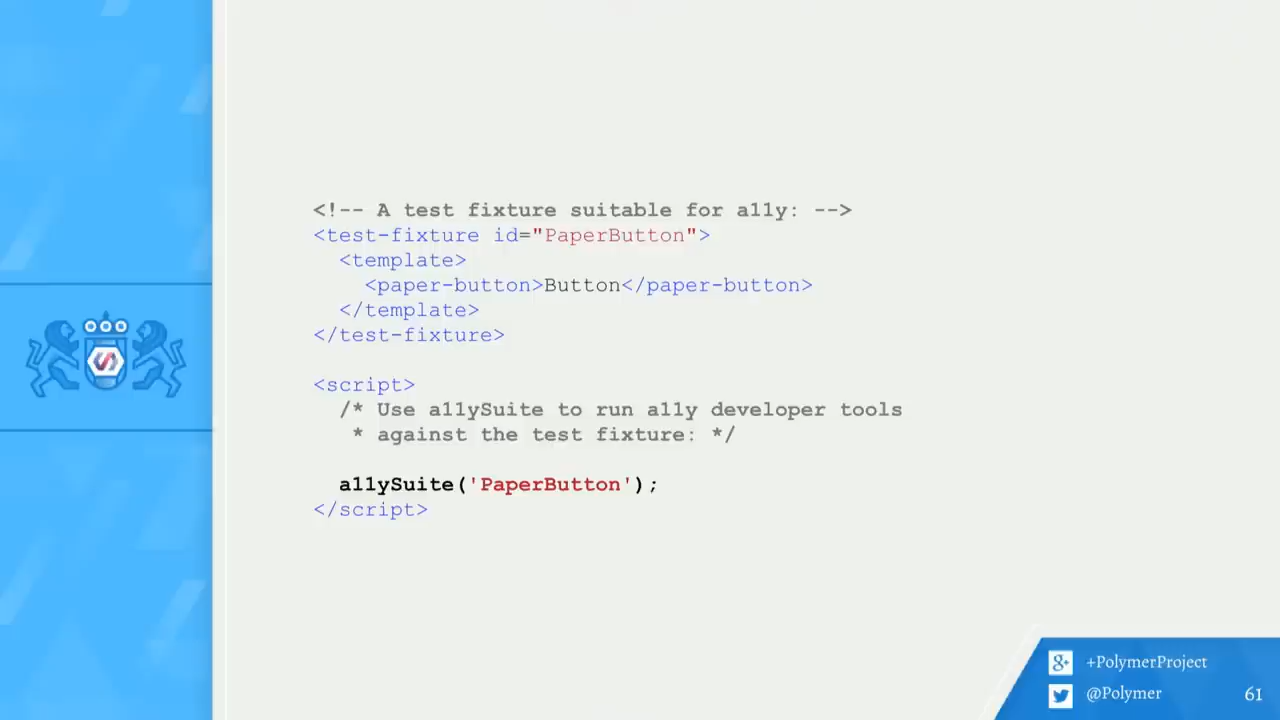 <!-- A test fixture suitable for a11y: -->
<test-fixture id="PaperButton">
  <template>
    <paper-button>Button</paper-button>
  </template>
</test-fixture>
<script>
  /* Use a11ySuite to run a11y developer tools
   * against the test fixture: */
  a11ySuite('PaperButton');
</script>
+PolymerProject
@Polymer
61